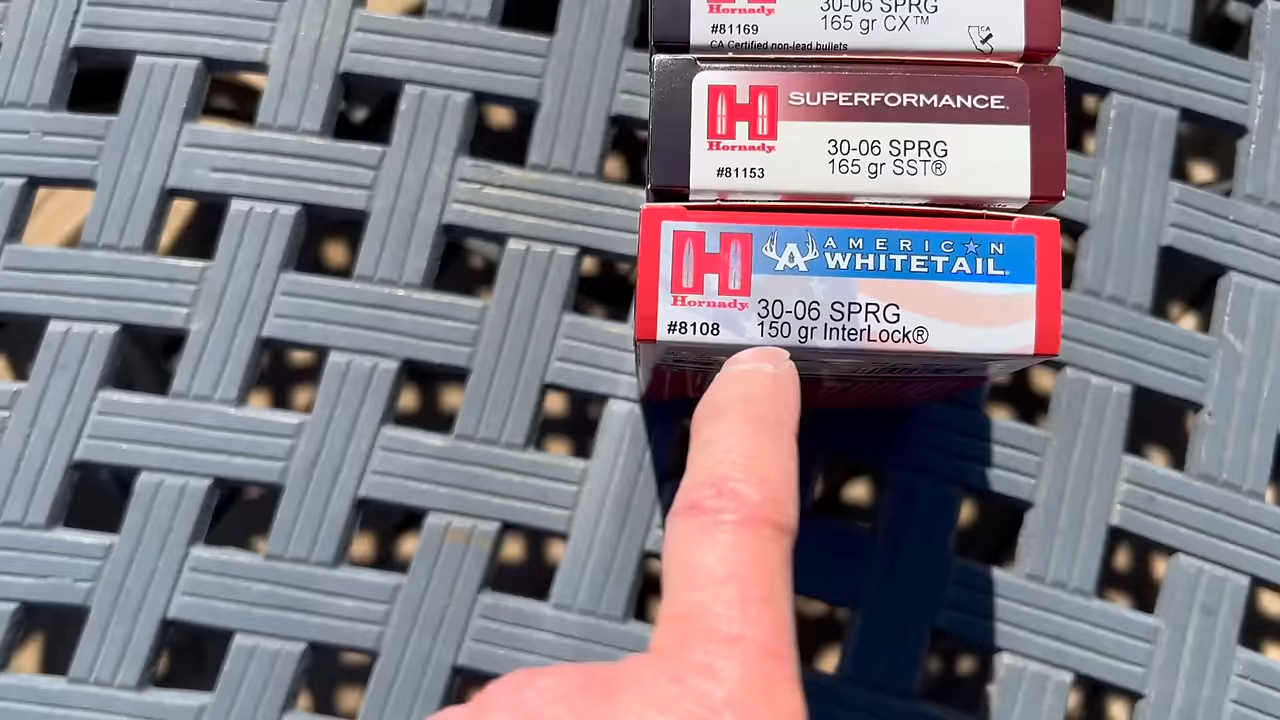 30-06 SPRG
Hornady
165 gr CX™
#81169
CA
CA Certified non-lead bullets
H SUPERFORMANCE
Hornady
30-06 SPRG
165 gr SST®
#81153
H AMERICAN
WHITETAIL
Hornady
30-06 SPRG
#8108
150 gr InterLock®